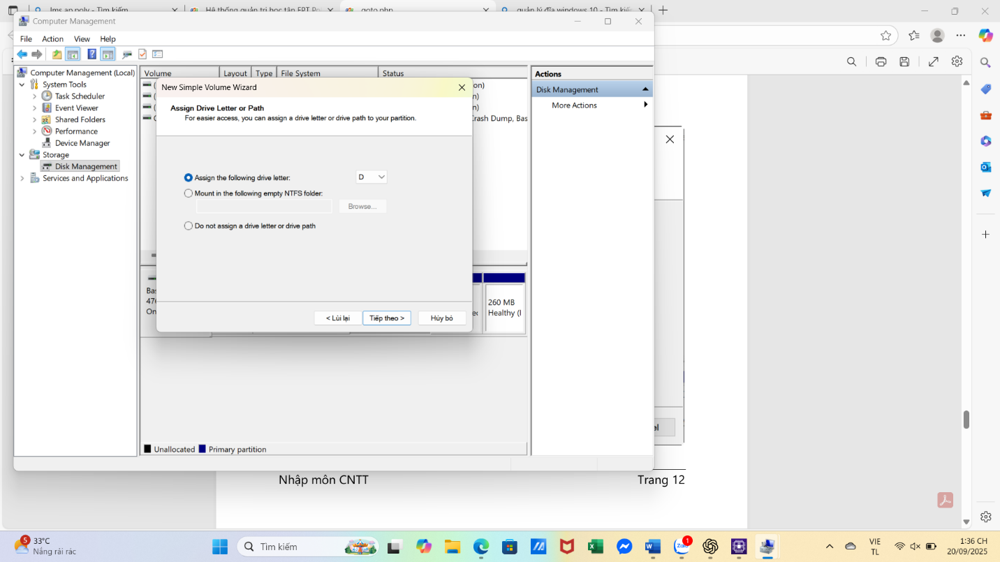 lms ap poly - Tìm kiếm
Hệ thống quản trị học tập FPT Po
goto.php
quản lý đĩa windows 10 - Tìm kiế
Computer Management
File Action View Help
Computer Management (Local)
System Tools
Task Scheduler
Event Viewer
Shared Folders
Performance
Device Manager
Storage
Disk Management
Services and Applications
Volume Layout Type File System Status
on)
n)
n)
Crash Dump, Bas
New Simple Volume Wizard
Assign Drive Letter or Path
For easier access, you can assign a drive letter or drive path to your partition.
Assign the following drive letter: D
Mount in the following empty NTFS folder:
Browse...
Do not assign a drive letter or drive path
< Lùi lại Tiếp theo > Hủy bỏ
Bas
476
On
260 MB
Healthy (I
Unallocated Primary partition
Actions
Disk Management
More Actions
el
Nhập môn CNTT Trang 12
5
33°C
Nắng rải rác
Tìm kiếm
Zalo
1
VIE
TL
1:36 CH
20/09/2025